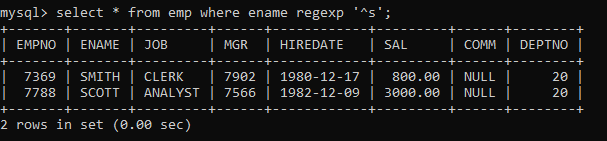 mysql> select * from emp where ename regexp '^s';
+-------+-------+---------+------+------------+---------+------+--------+
| EMPNO | ENAME | JOB     | MGR  | HIREDATE   | SAL     | COMM | DEPTNO |
+-------+-------+---------+------+------------+---------+------+--------+
|  7369 | SMITH | CLERK   | 7902 | 1980-12-17 |  800.00 | NULL |     20 |
|  7788 | SCOTT | ANALYST | 7566 | 1982-12-09 | 3000.00 | NULL |     20 |
+-------+-------+---------+------+------------+---------+------+--------+
2 rows in set (0.00 sec)